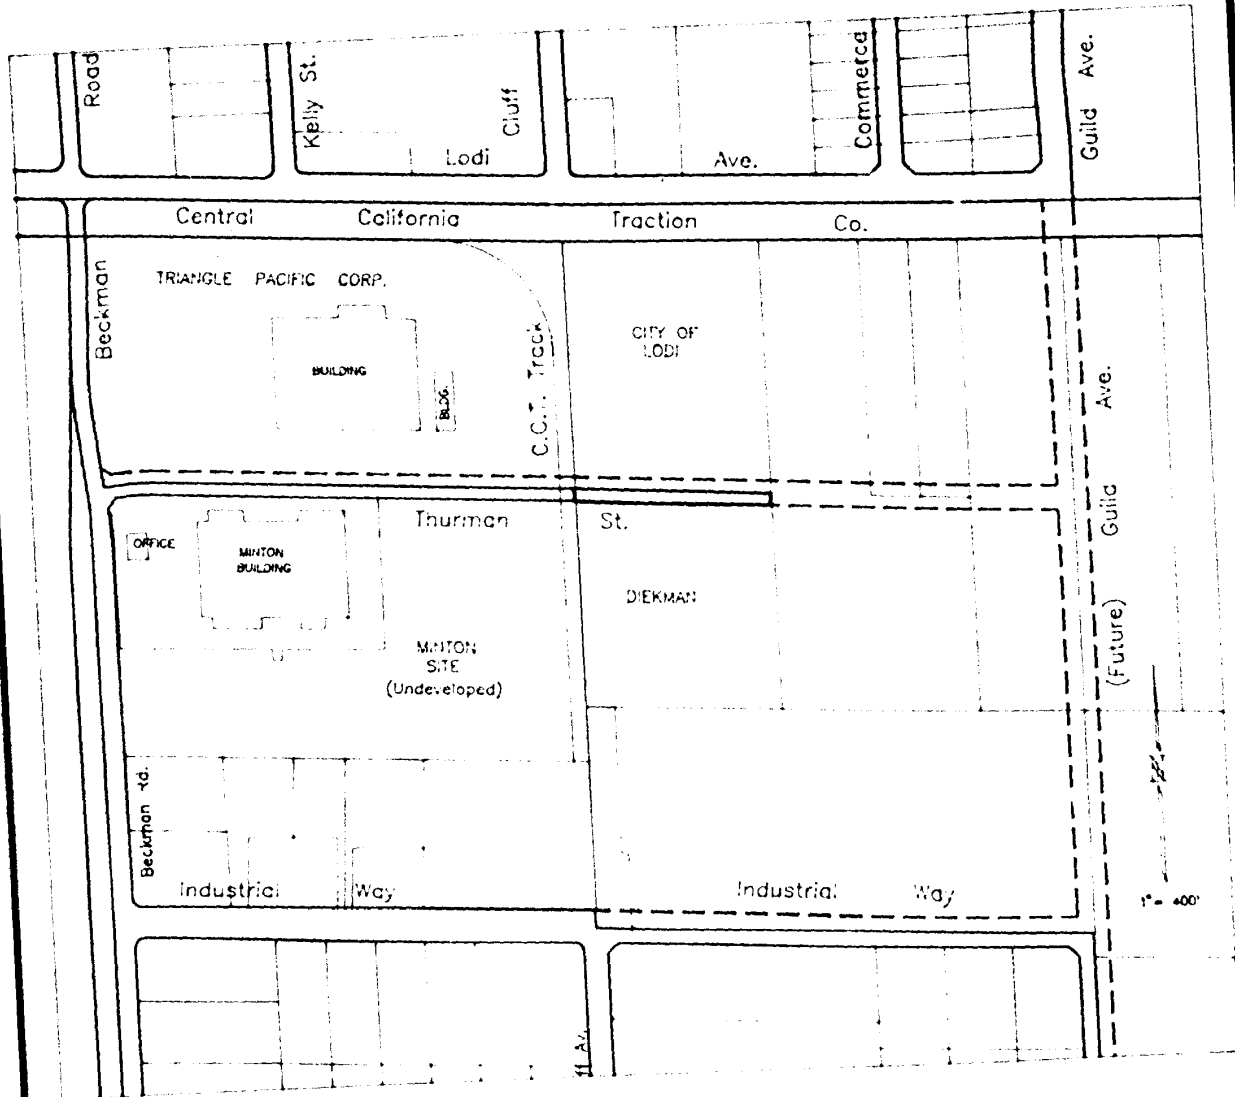 Road
Kelly St.
Cluff
Commerce
Guild Ave.
Lodi Ave.
Central California Traction Co.
Beckman
TRIANGLE PACIFIC CORP.
BUILDING
BLDG.
C.C.T. Track
CITY OF
LODI
Guild Ave.
(Future)
Thurman St.
OFFICE
MINTON
BUILDING
DIEKMAN
MINTON
SITE
(Undeveloped)
Beckman Rd.
Industrial Way
Industrial Way
1" = 400'
ff Av.